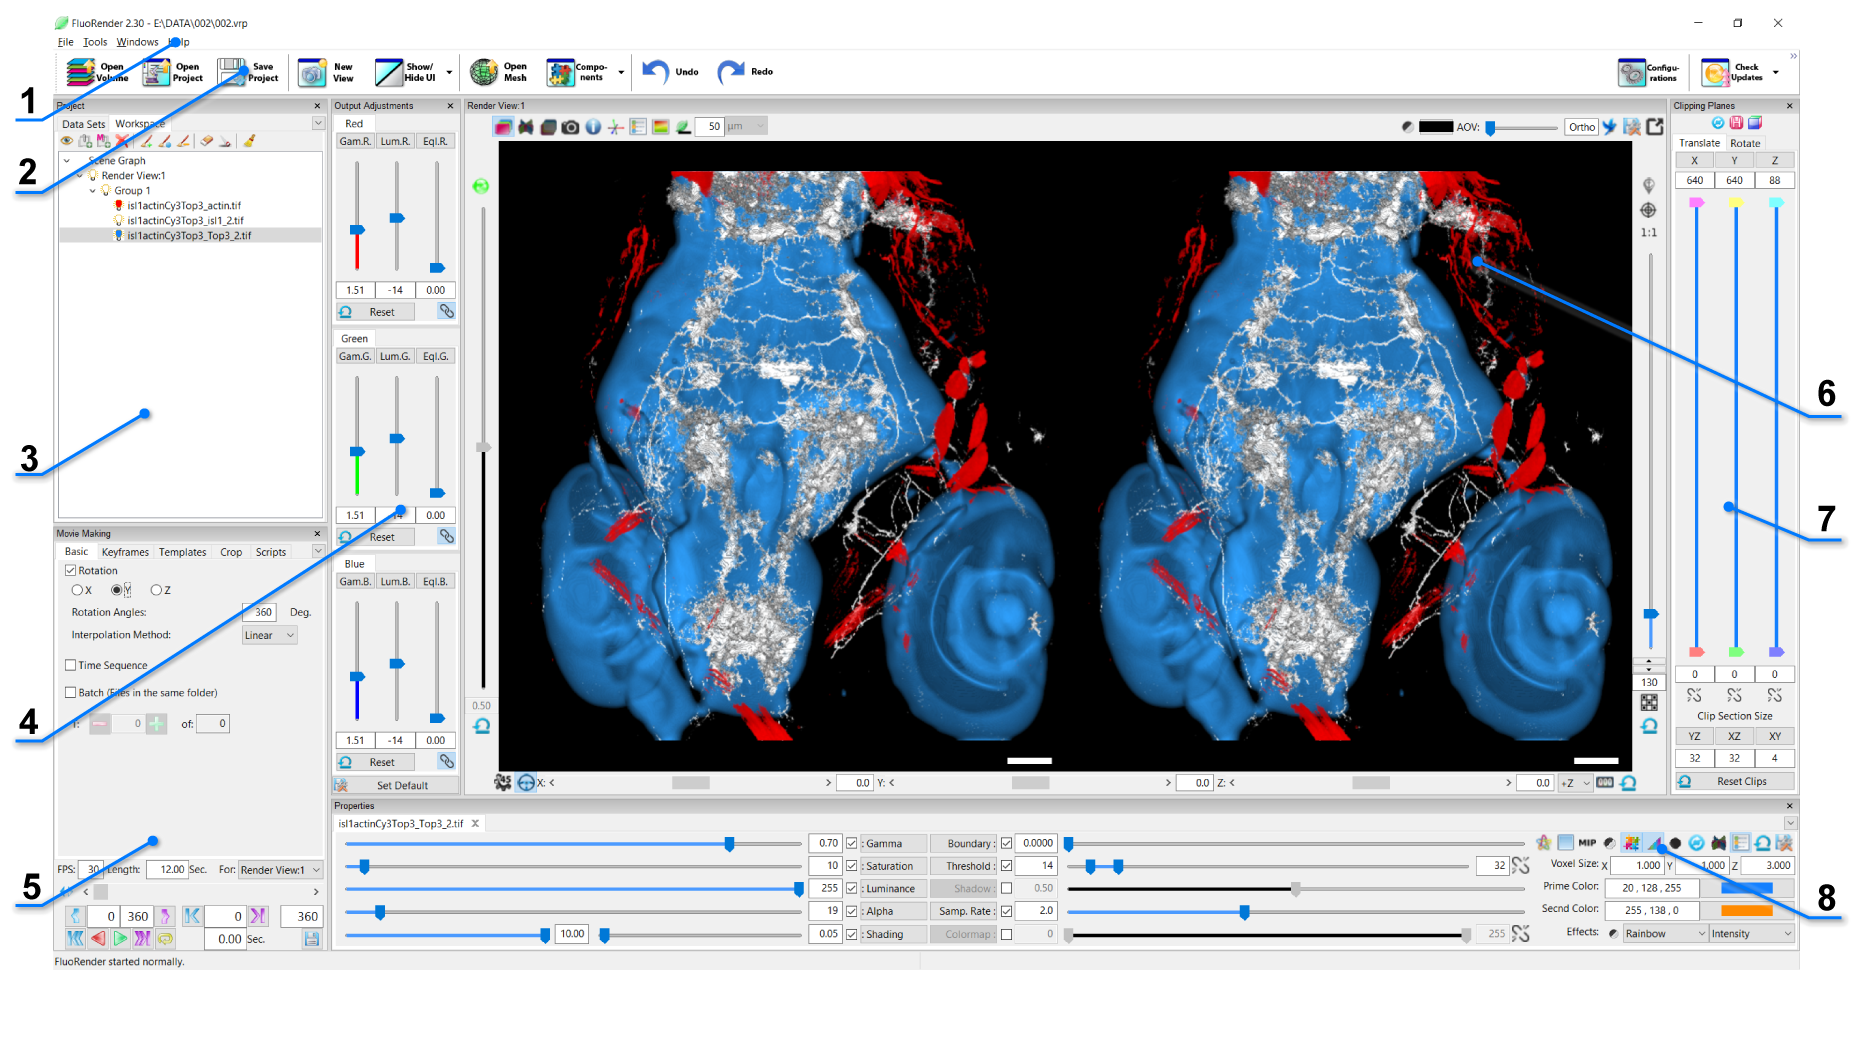 FluoRender 2.30 - E:\DATA\002\002.vrp
File Tools Windows Help
Open Volume
Open Project
Save Project
New View
Show/ Hide UI
Open Mesh
Compo- nents
Undo
Redo
Configu- rations
Check Updates
1
2
3
4
5
6
7
8
Project
Data Sets Workspace
Scene Graph
Render View:1
Group 1
isl1actinCy3Top3_actin.tif
isl1actinCy3Top3_isl1_2.tif
isl1actinCy3Top3_Top3_2.tif
Movie Making
Basic Keyframes Templates Crop Scripts
Rotation
X Y Z
Rotation Angles: 360 Deg.
Interpolation Method: Linear
Time Sequence
Batch (Files in the same folder)
0 of: 0
FPS: 30 Length: 12.00 Sec. For: Render View:1
0 360 0 360
0.00 Sec.
FluoRender started normally.
Output Adjustments
Red
Gam.R. Lum.R. Eql.R.
1.51 -14 0.00
Reset
Green
Gam.G. Lum.G. Eql.G.
1.51 -14 0.00
Reset
Blue
Gam.B. Lum.B. Eql.B.
1.51 -14 0.00
Reset
Set Default
Render View:1
50 µm
AOV: Ortho
0.50
1:1
130
45 X: < > 0.0 Y: < > 0.0 Z: < > 0.0 +Z 000
Clipping Planes
Translate Rotate
X Y Z
640 640 88
0 0 0
Clip Section Size
YZ XZ XY
32 32 4
Reset Clips
Properties
isl1actinCy3Top3_Top3_2.tif
0.70 : Gamma Boundary : 0.0000
10 : Saturation Threshold : 14 32
255 : Luminance Shadow : 0.50
19 : Alpha Samp. Rate : 2.0
10.00 0.05 : Shading Colormap : 0 255
MIP
Voxel Size: X 1.000 Y 1.000 Z 3.000
Prime Color: 20 , 128 , 255
Secnd Color: 255 , 138 , 0
Effects: Rainbow Intensity